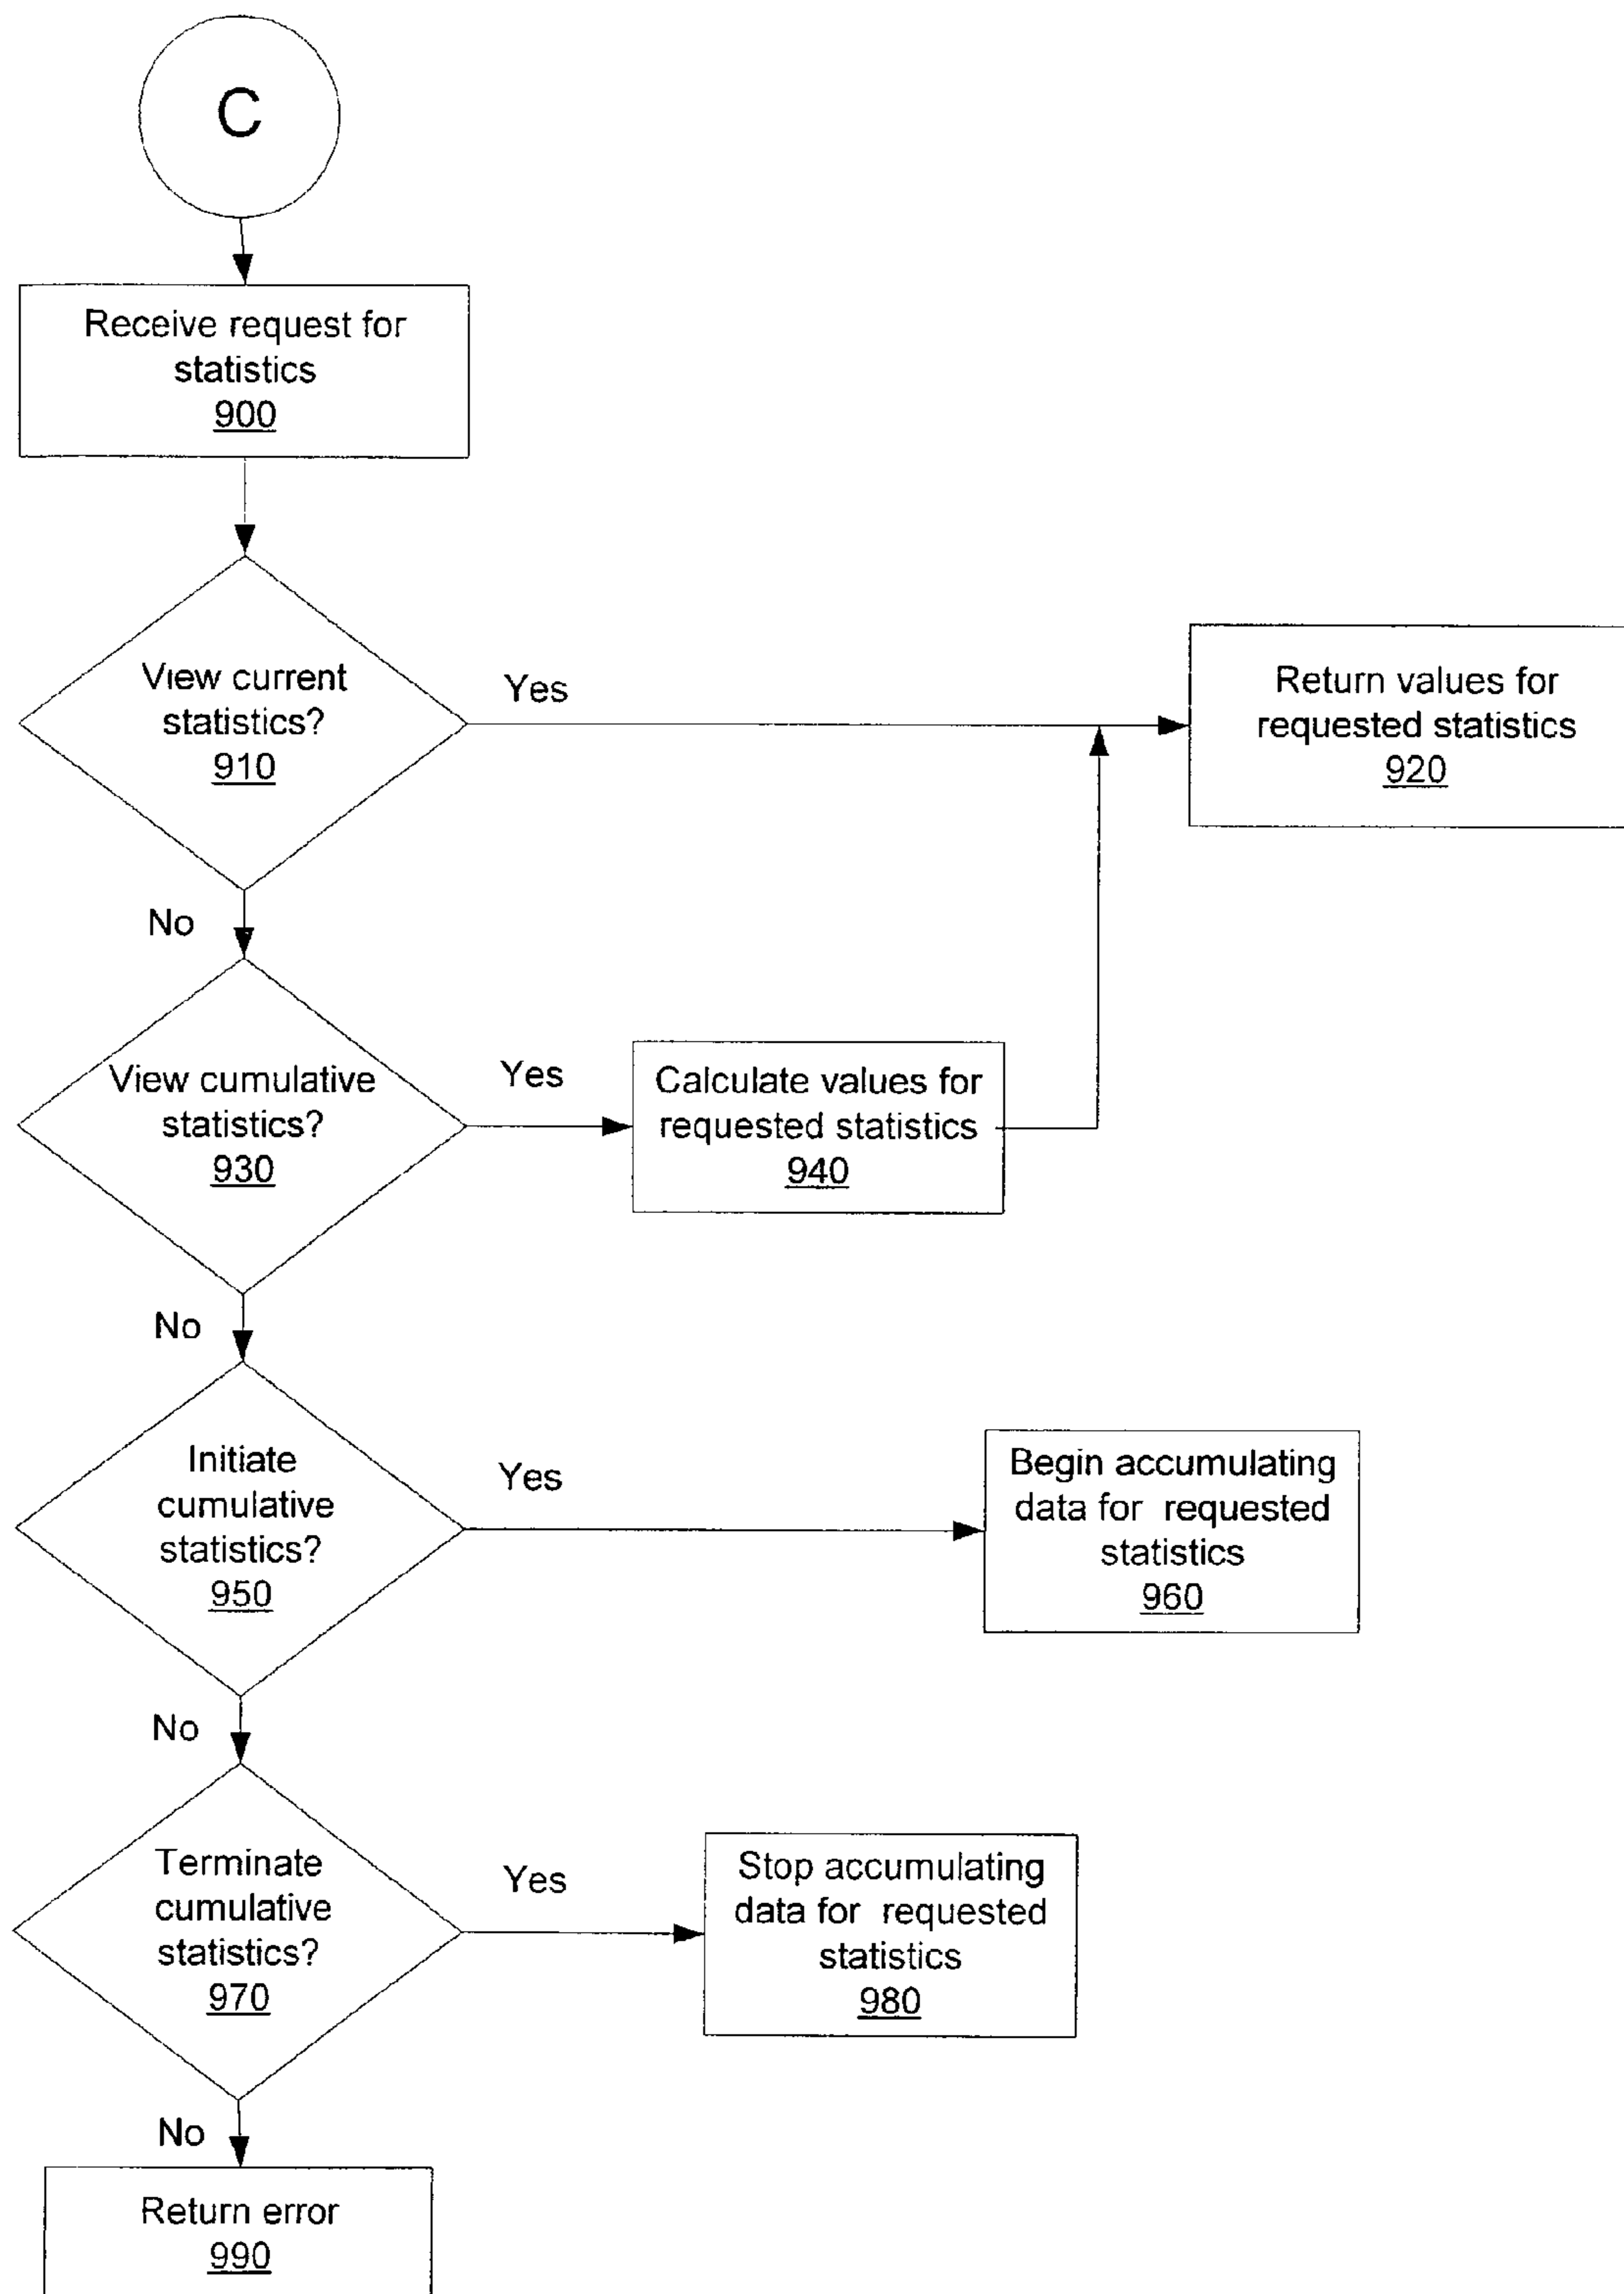 C
Receive request for
statistics
900
View current
statistics?
910
Yes
Return values for
requested statistics
920
No
View cumulative
statistics?
930
Yes
Calculate values for
requested statistics
940
No
Initiate
cumulative
statistics?
950
Yes
Begin accumulating
data for requested
statistics
960
No
Terminate
cumulative
statistics?
970
Yes
Stop accumulating
data for requested
statistics
980
No
Return error
990